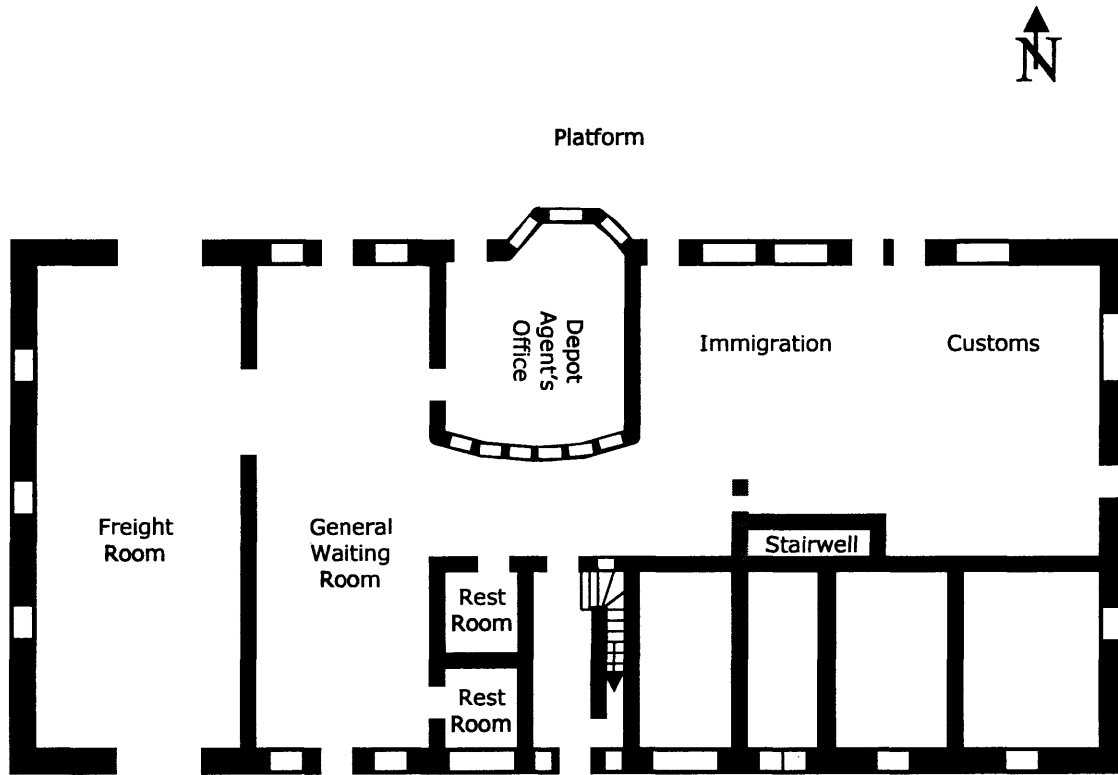 N
Platform
Depot
Agent's
Office
Immigration
Customs
Freight
Room
General
Waiting
Room
Stairwell
Rest
Room
Rest
Room